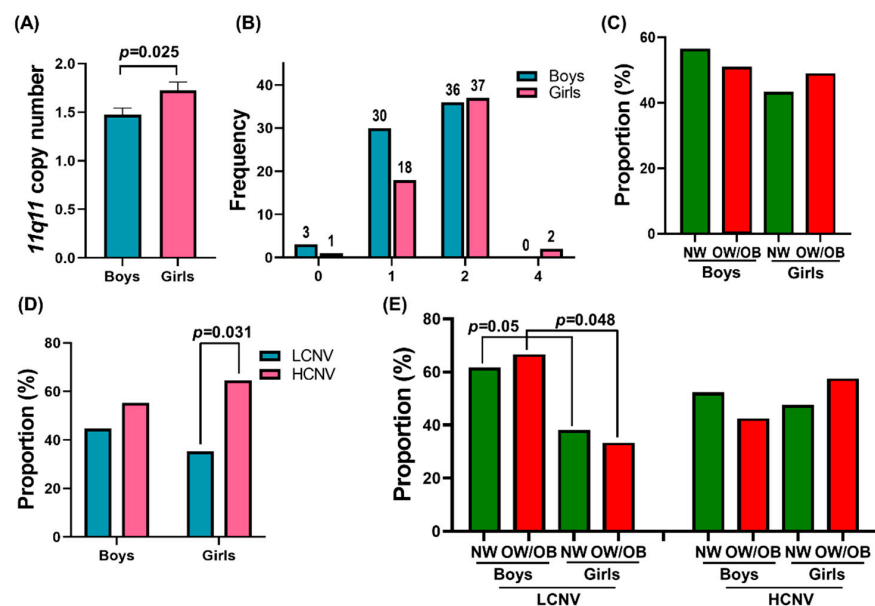 (A)
p=0.025
11q11 copy number
2.0
1.5
1.0
0.5
0.0
Boys
Girls
(B)
Frequency
40
30
20
10
0
3
1
30
18
36
37
0
2
0
1
2
4
Boys
Girls
(C)
Proportion (%)
60
40
20
0
NW OW/OB NW OW/OB
Boys
Girls
(D)
Proportion (%)
80
60
40
20
0
p=0.031
LCNV
HCNV
Boys
Girls
(E)
Proportion (%)
80
60
40
20
0
p=0.05
p=0.048
NW OW/OB NW OW/OB
NW OW/OB NW OW/OB
Boys
Girls
Boys
Girls
LCNV
HCNV